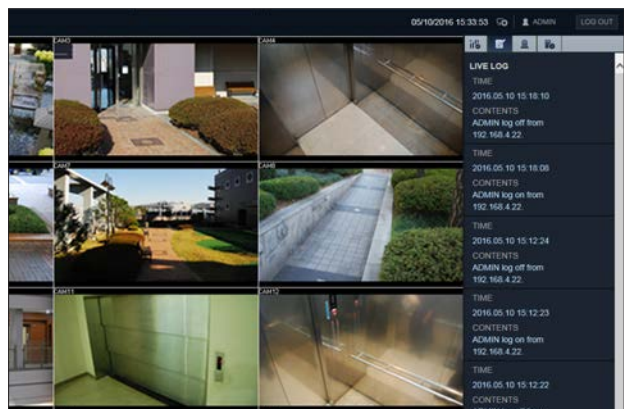 05/10/2016 15:33:53 ADMIN LOG OUT
CAM3
CAM4
CAM7
CAM8
CAM11
CAM12
LIVE LOG
TIME
2016.05.10 15:18:10
CONTENTS
ADMIN log off from
192.168.4.22.
TIME
2016.05.10 15:18:08
CONTENTS
ADMIN log on from
192.168.4.22.
TIME
2016.05.10 15:12:24
CONTENTS
ADMIN log off from
192.168.4.22.
TIME
2016.05.10 15:12:23
CONTENTS
ADMIN log on from
192.168.4.22.
TIME
2016.05.10 15:12:22
CONTENTS